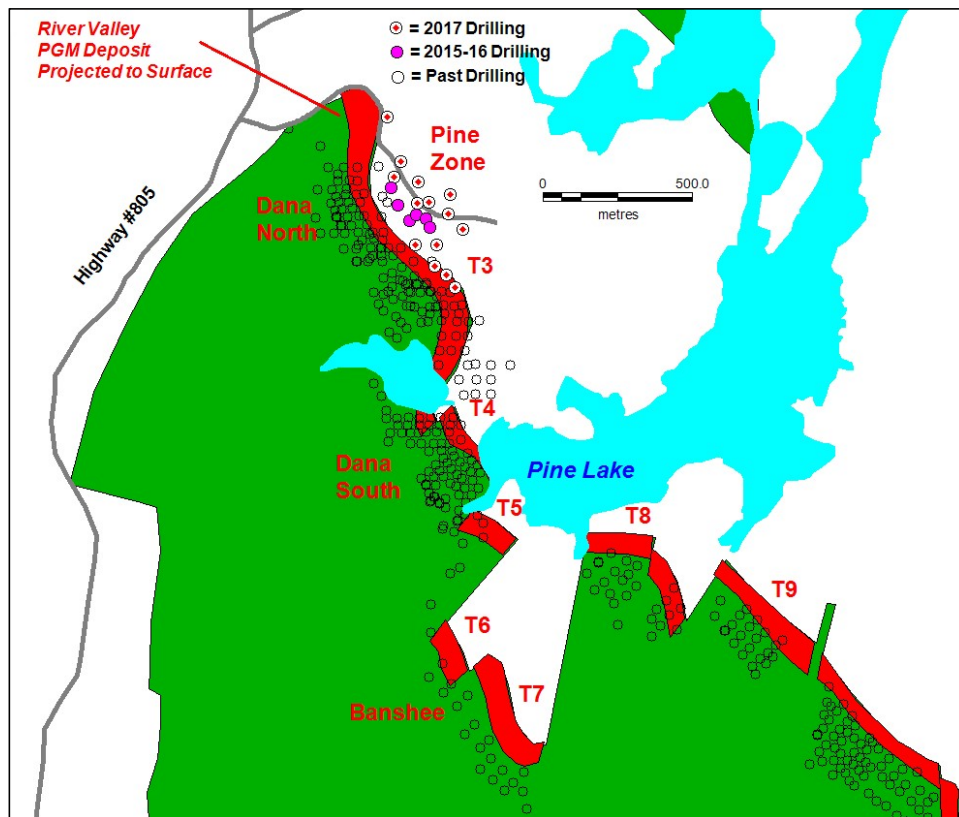 River Valley
PGM Deposit
Projected to Surface
= 2017 Drilling
= 2015-16 Drilling
= Past Drilling
Pine
Zone
0
500.0
metres
Highway #805
Dana
North
T3
T4
Dana
South
Pine Lake
T5
T8
T9
T6
T7
Banshee